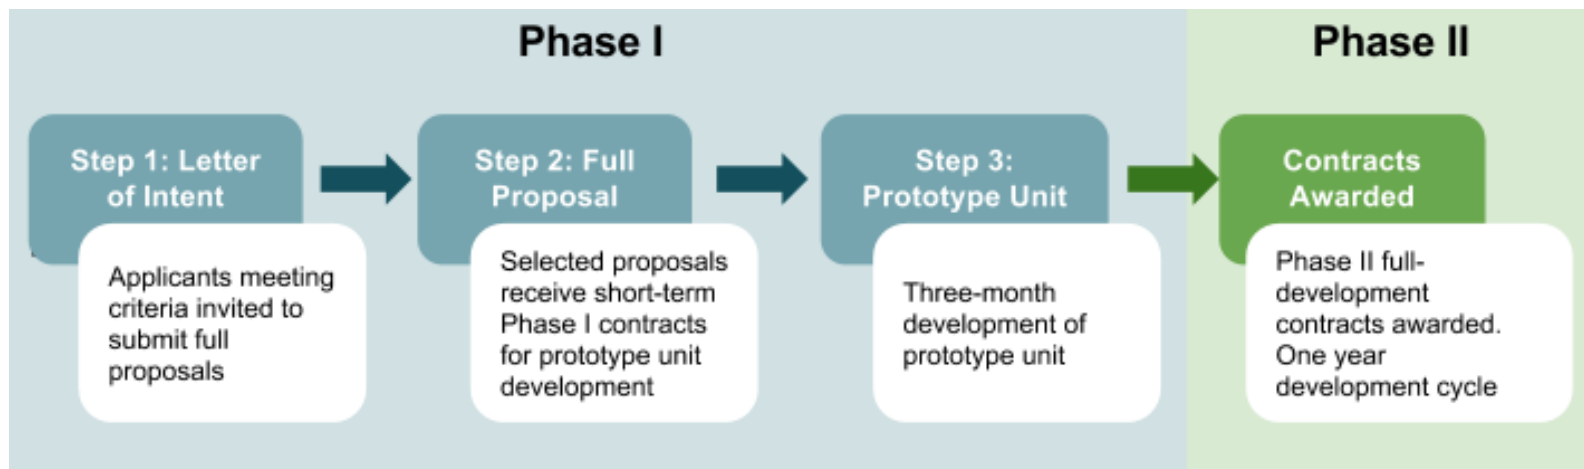 Phase I
Step 1: Letter
of Intent
Applicants meeting
criteria invited to
submit full
proposals
Step 2: Full
Proposal
Selected proposals
receive short-term
Phase I contracts
for prototype unit
development
Step 3:
Prototype Unit
Three-month
development of
prototype unit
Phase II
Contracts
Awarded
Phase II full-
development
contracts awarded.
One year
development cycle